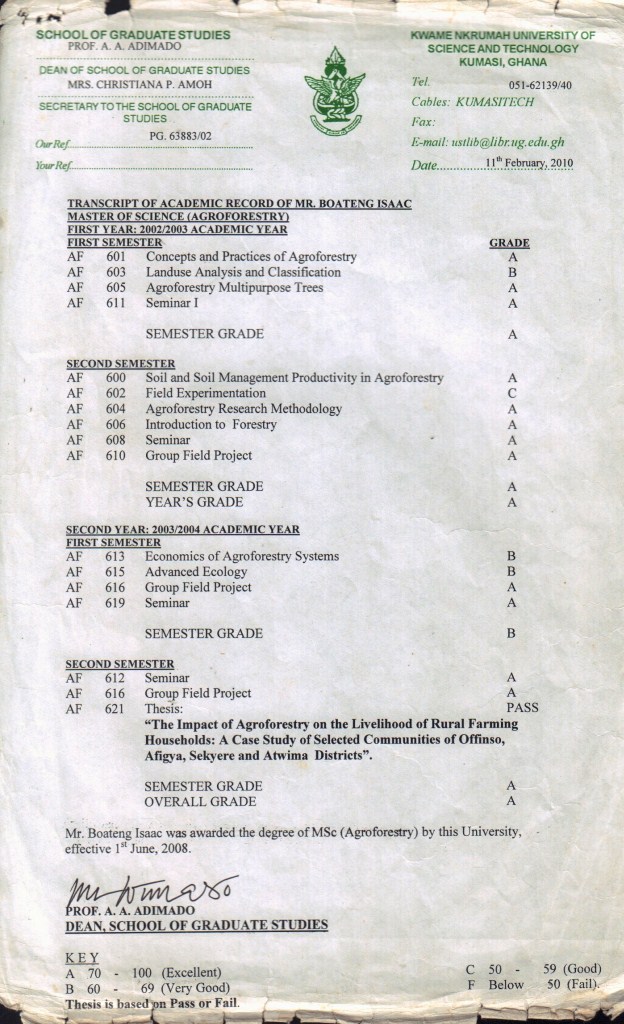 SCHOOL OF GRADUATE STUDIES
PROF. A. A. ADIMADO
DEAN OF SCHOOL OF GRADUATE STUDIES
MRS. CHRISTIANA P. AMOH
SECRETARY TO THE SCHOOL OF GRADUATE
STUDIES
Our Ref. PG. 63883/02
Your Ref.
KWAME NKRUMAH UNIVERSITY OF
SCIENCE AND TECHNOLOGY
KUMASI, GHANA
Tel. 051-62139/40
Cables: KUMASITECH
Fax:
E-mail: ustlib@libr.ug.edu.gh
Date 11th February, 2010
TRANSCRIPT OF ACADEMIC RECORD OF MR. BOATENG ISAAC
MASTER OF SCIENCE (AGROFORESTRY)
FIRST YEAR: 2002/2003 ACADEMIC YEAR
FIRST SEMESTER GRADE
AF 601 Concepts and Practices of Agroforestry A
AF 603 Landuse Analysis and Classification B
AF 605 Agroforestry Multipurpose Trees A
AF 611 Seminar I A
SEMESTER GRADE A
SECOND SEMESTER
AF 600 Soil and Soil Management Productivity in Agroforestry A
AF 602 Field Experimentation C
AF 604 Agroforestry Research Methodology A
AF 606 Introduction to Forestry A
AF 608 Seminar A
AF 610 Group Field Project A
SEMESTER GRADE A
YEAR'S GRADE A
SECOND YEAR: 2003/2004 ACADEMIC YEAR
FIRST SEMESTER
AF 613 Economics of Agroforestry Systems B
AF 615 Advanced Ecology B
AF 616 Group Field Project A
AF 619 Seminar A
SEMESTER GRADE B
SECOND SEMESTER
AF 612 Seminar A
AF 616 Group Field Project A
AF 621 Thesis: PASS
"The Impact of Agroforestry on the Livelihood of Rural Farming
Households: A Case Study of Selected Communities of Offinso,
Afigya, Sekyere and Atwima Districts".
SEMESTER GRADE A
OVERALL GRADE A
Mr. Boateng Isaac was awarded the degree of MSc (Agroforestry) by this University,
effective 1st June, 2008.
PROF. A. A. ADIMADO
DEAN, SCHOOL OF GRADUATE STUDIES
KEY
A 70 - 100 (Excellent) C 50 - 59 (Good)
B 60 - 69 (Very Good) F Below 50 (Fail).
Thesis is based on Pass or Fail.